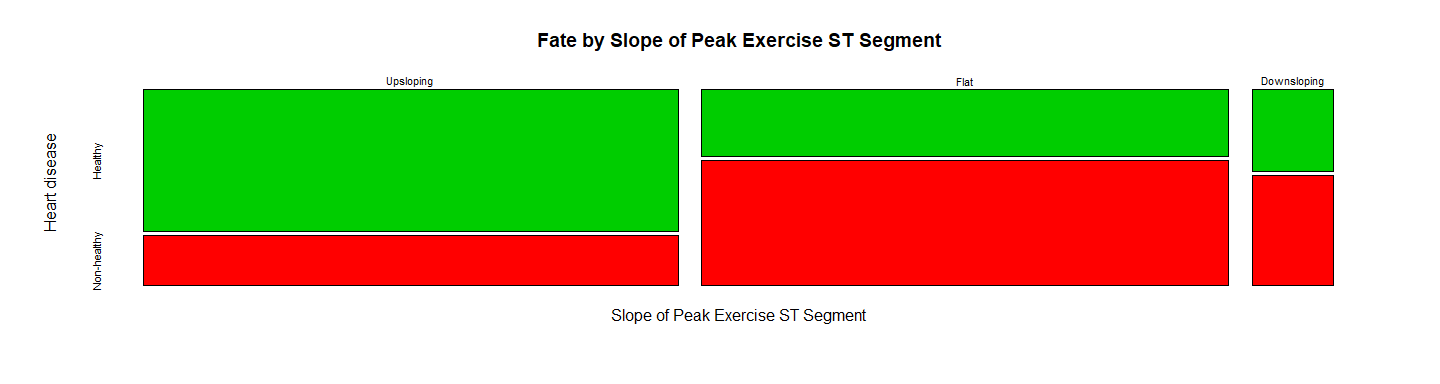 Fate by Slope of Peak Exercise ST Segment
Upsloping
Flat
Downsloping
Heart disease
Healthy
Non-healthy
Slope of Peak Exercise ST Segment